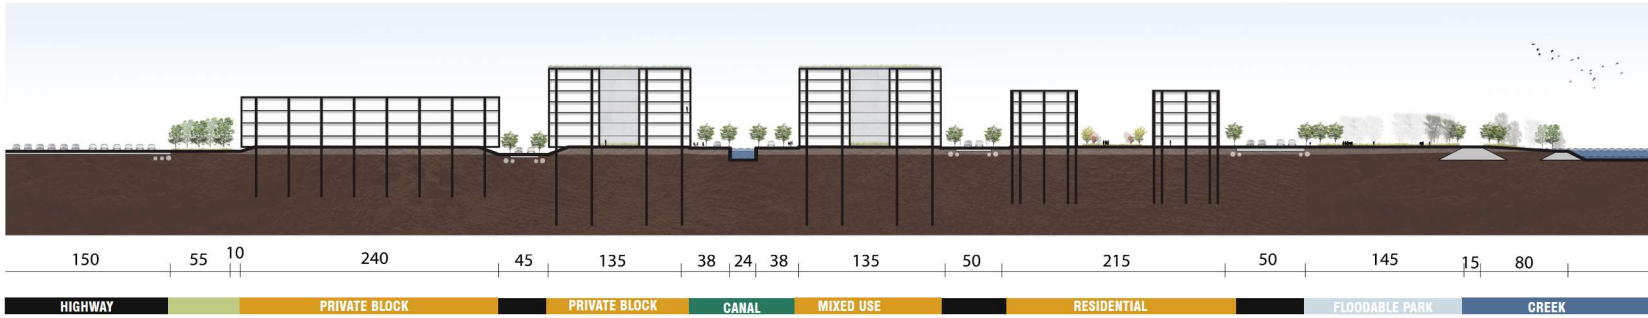 150 55 10 240 45 135 38 24 38 135 50 215 50 145 15 80
HIGHWAY PRIVATE BLOCK PRIVATE BLOCK CANAL MIXED USE RESIDENTIAL FLOODABLE PARK CREEK